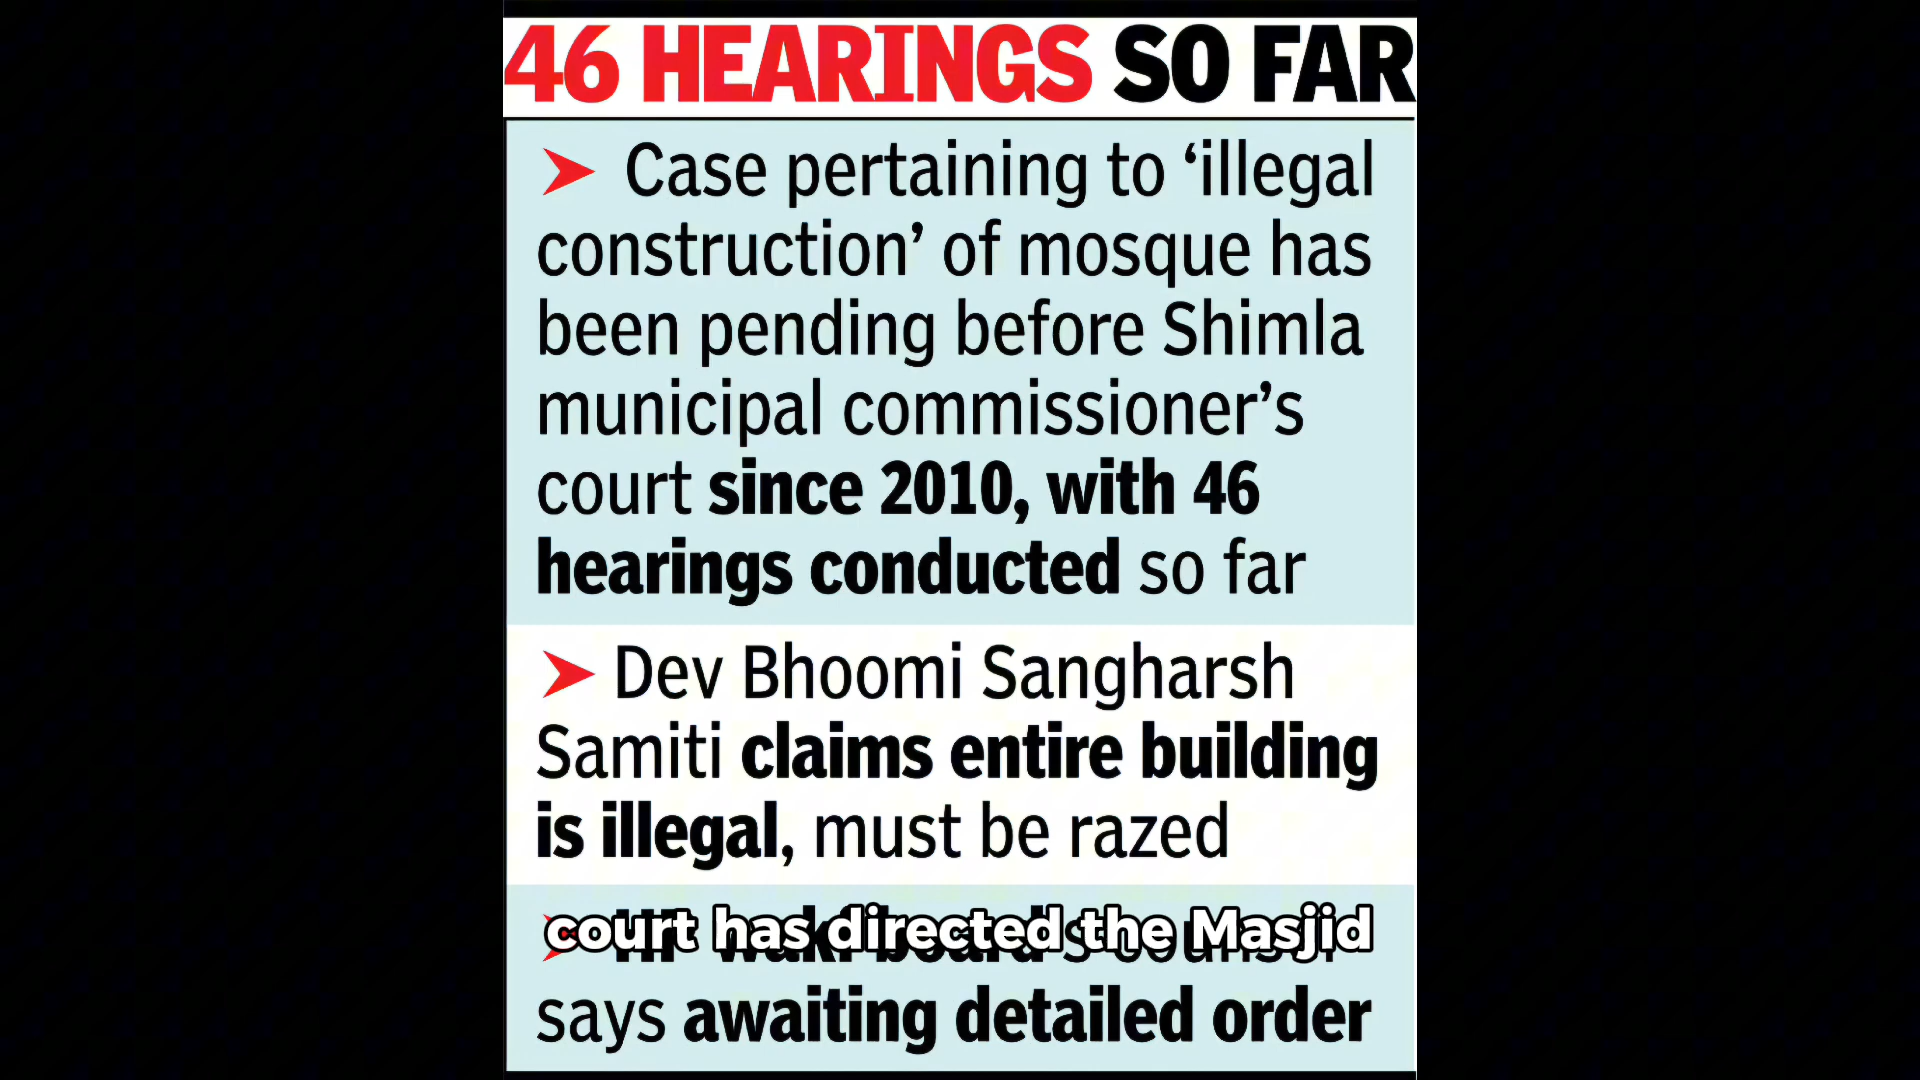 46 HEARINGS SO FAR
Case pertaining to ‘illegal
construction’ of mosque has
been pending before Shimla
municipal commissioner’s
court since 2010, with 46
hearings conducted so far
Dev Bhoomi Sangharsh
Samiti claims entire building
is illegal, must be razed
court has directed the Masjid
says awaiting detailed order